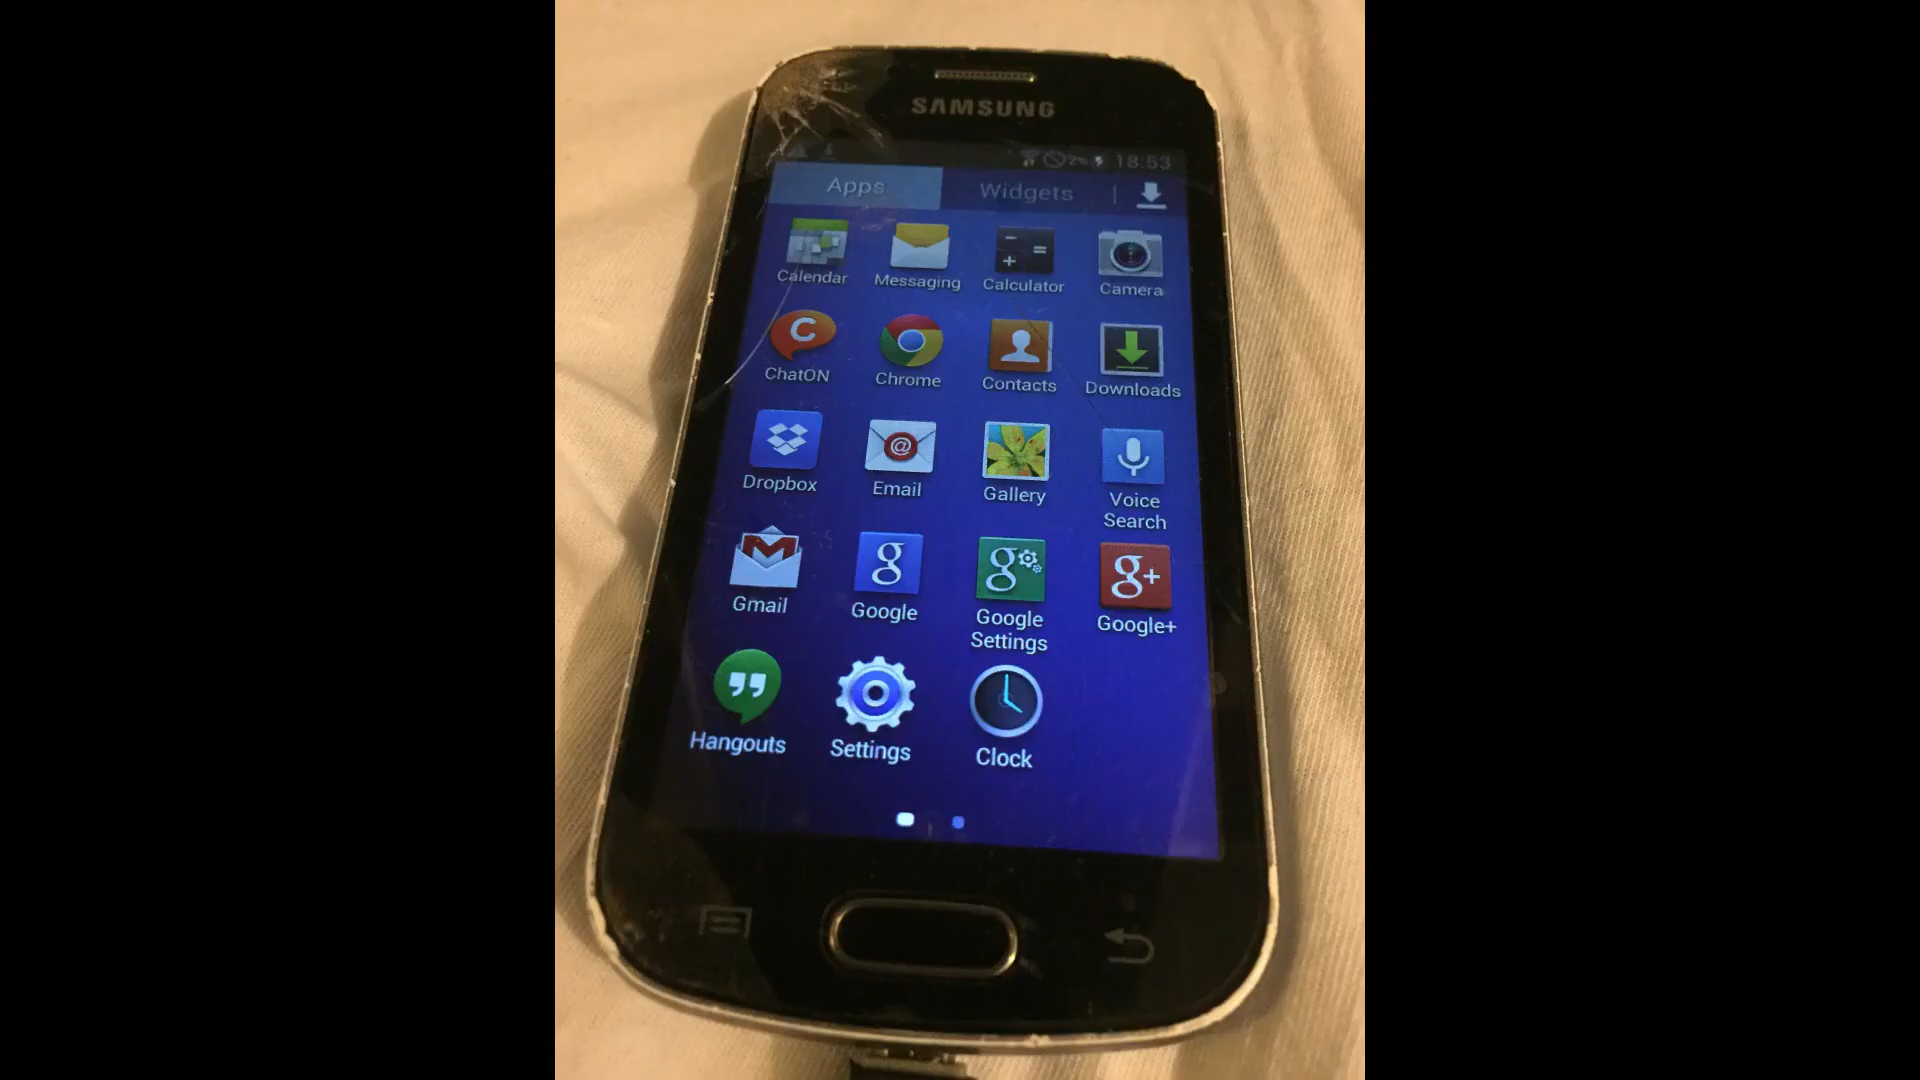 SAMSUNG
2% 18:53
Apps Widgets
Calendar Messaging Calculator Camera
ChatON Chrome Contacts Downloads
Dropbox Email Gallery Voice Search
Gmail Google Google Settings Google+
Hangouts Settings Clock